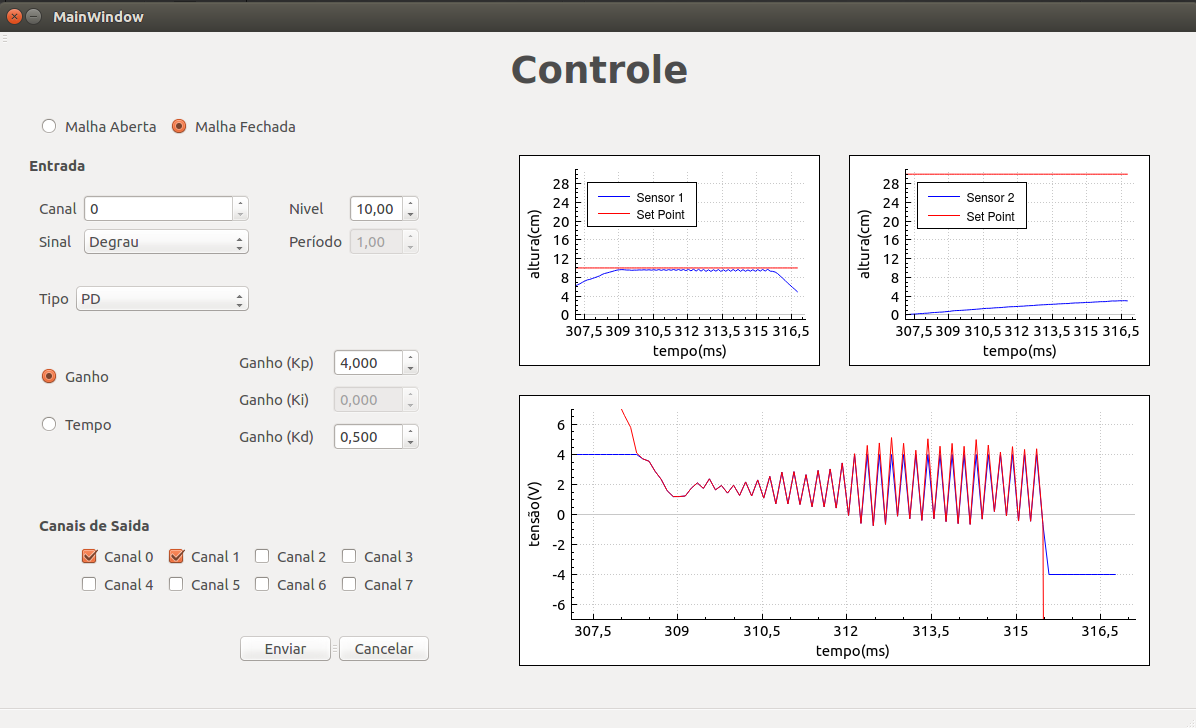 MainWindow
Controle
Malha Aberta Malha Fechada
Entrada
Canal 0 Nivel 10,00
Sinal Degrau Período 1,00
Tipo PD
Ganho (Kp) 4,000
Ganho
Ganho (Ki) 0,000
Tempo
Ganho (Kd) 0,500
Canais de Saida
Canal 0 Canal 1 Canal 2 Canal 3
Canal 4 Canal 5 Canal 6 Canal 7
Enviar Cancelar
altura(cm)
28
24
20
16
12
8
4
0
Sensor 1
Set Point
307,5 309 310,5 312 313,5 315 316,5
tempo(ms)
altura(cm)
28
24
20
16
12
8
4
0
Sensor 2
Set Point
307,5 309 310,5 312 313,5 315 316,5
tempo(ms)
tensão(V)
6
4
2
0
-2
-4
-6
307,5 309 310,5 312 313,5 315 316,5
tempo(ms)